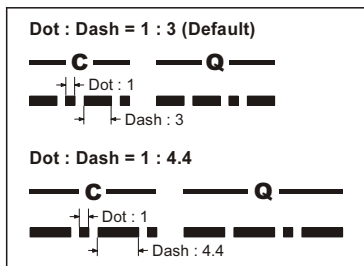 Dot : Dash = 1 : 3 (Default)
C Q
Dot : 1
Dash : 3
Dot : Dash = 1 : 4.4
C Q
Dot : 1
Dash : 4.4